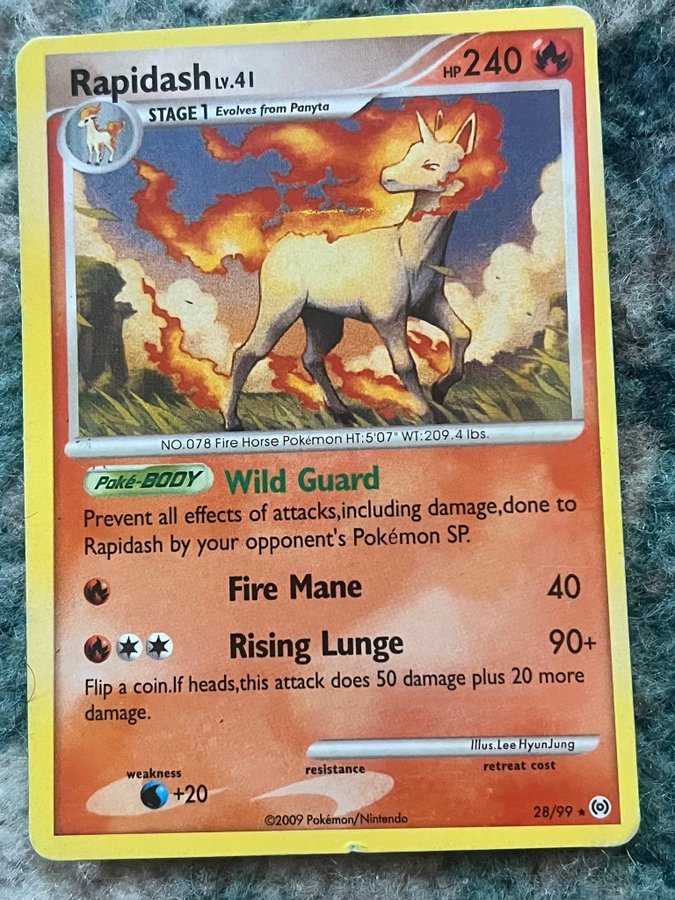 Rapidash LV.41 HP 240
STAGE 1 Evolves from Panyta
NO.078 Fire Horse Pokémon HT:5'07" WT:209.4 lbs.
Poké-BODY Wild Guard
Prevent all effects of attacks,including damage,done to
Rapidash by your opponent's Pokémon SP.
Fire Mane 40
Rising Lunge 90+
Flip a coin.If heads,this attack does 50 damage plus 20 more
damage.
Illus.Lee HyunJung
weakness resistance retreat cost
+20
©2009 Pokémon/Nintendo 28/99